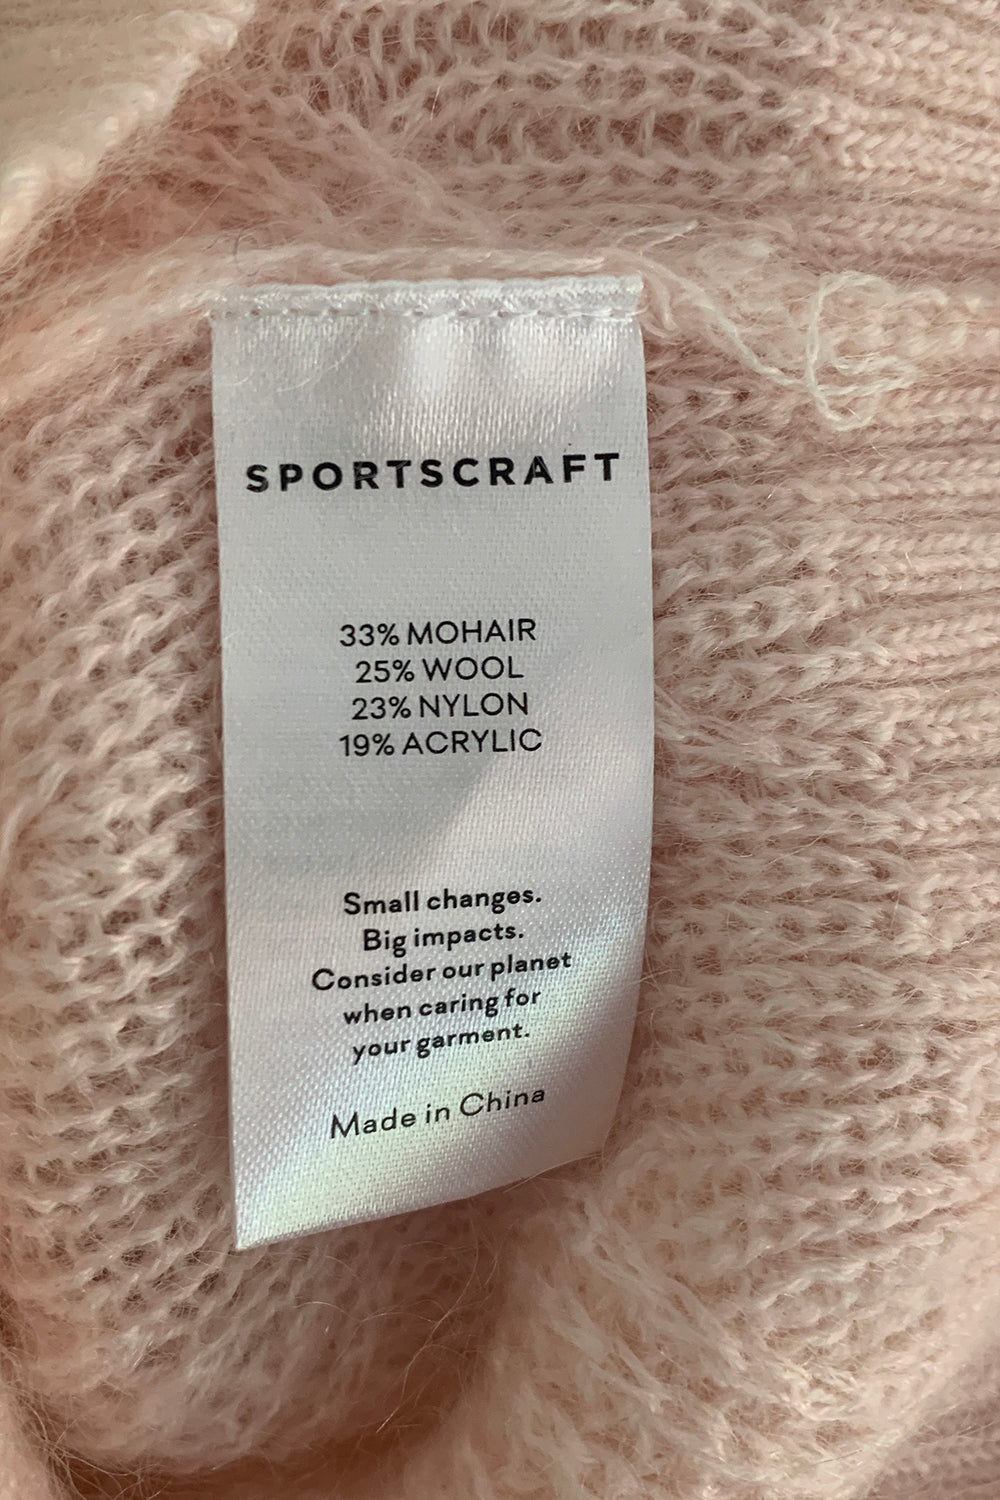 SPORTSCRAFT
33% MOHAIR
25% WOOL
23% NYLON
19% ACRYLIC
Small changes.
Big impacts.
Consider our planet
when caring for
your garment.
Made in China